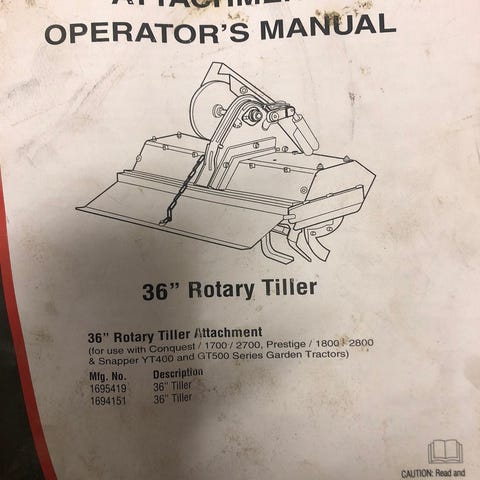 ATTACHMENT
OPERATOR'S MANUAL
36" Rotary Tiller
36" Rotary Tiller Attachment
(for use with Conquest / 1700 / 2700, Prestige / 1800 / 2800
& Snapper YT400 and GT500 Series Garden Tractors)
Mfg. No. Description
1695419 36" Tiller
1694151 36" Tiller
CAUTION: Read and